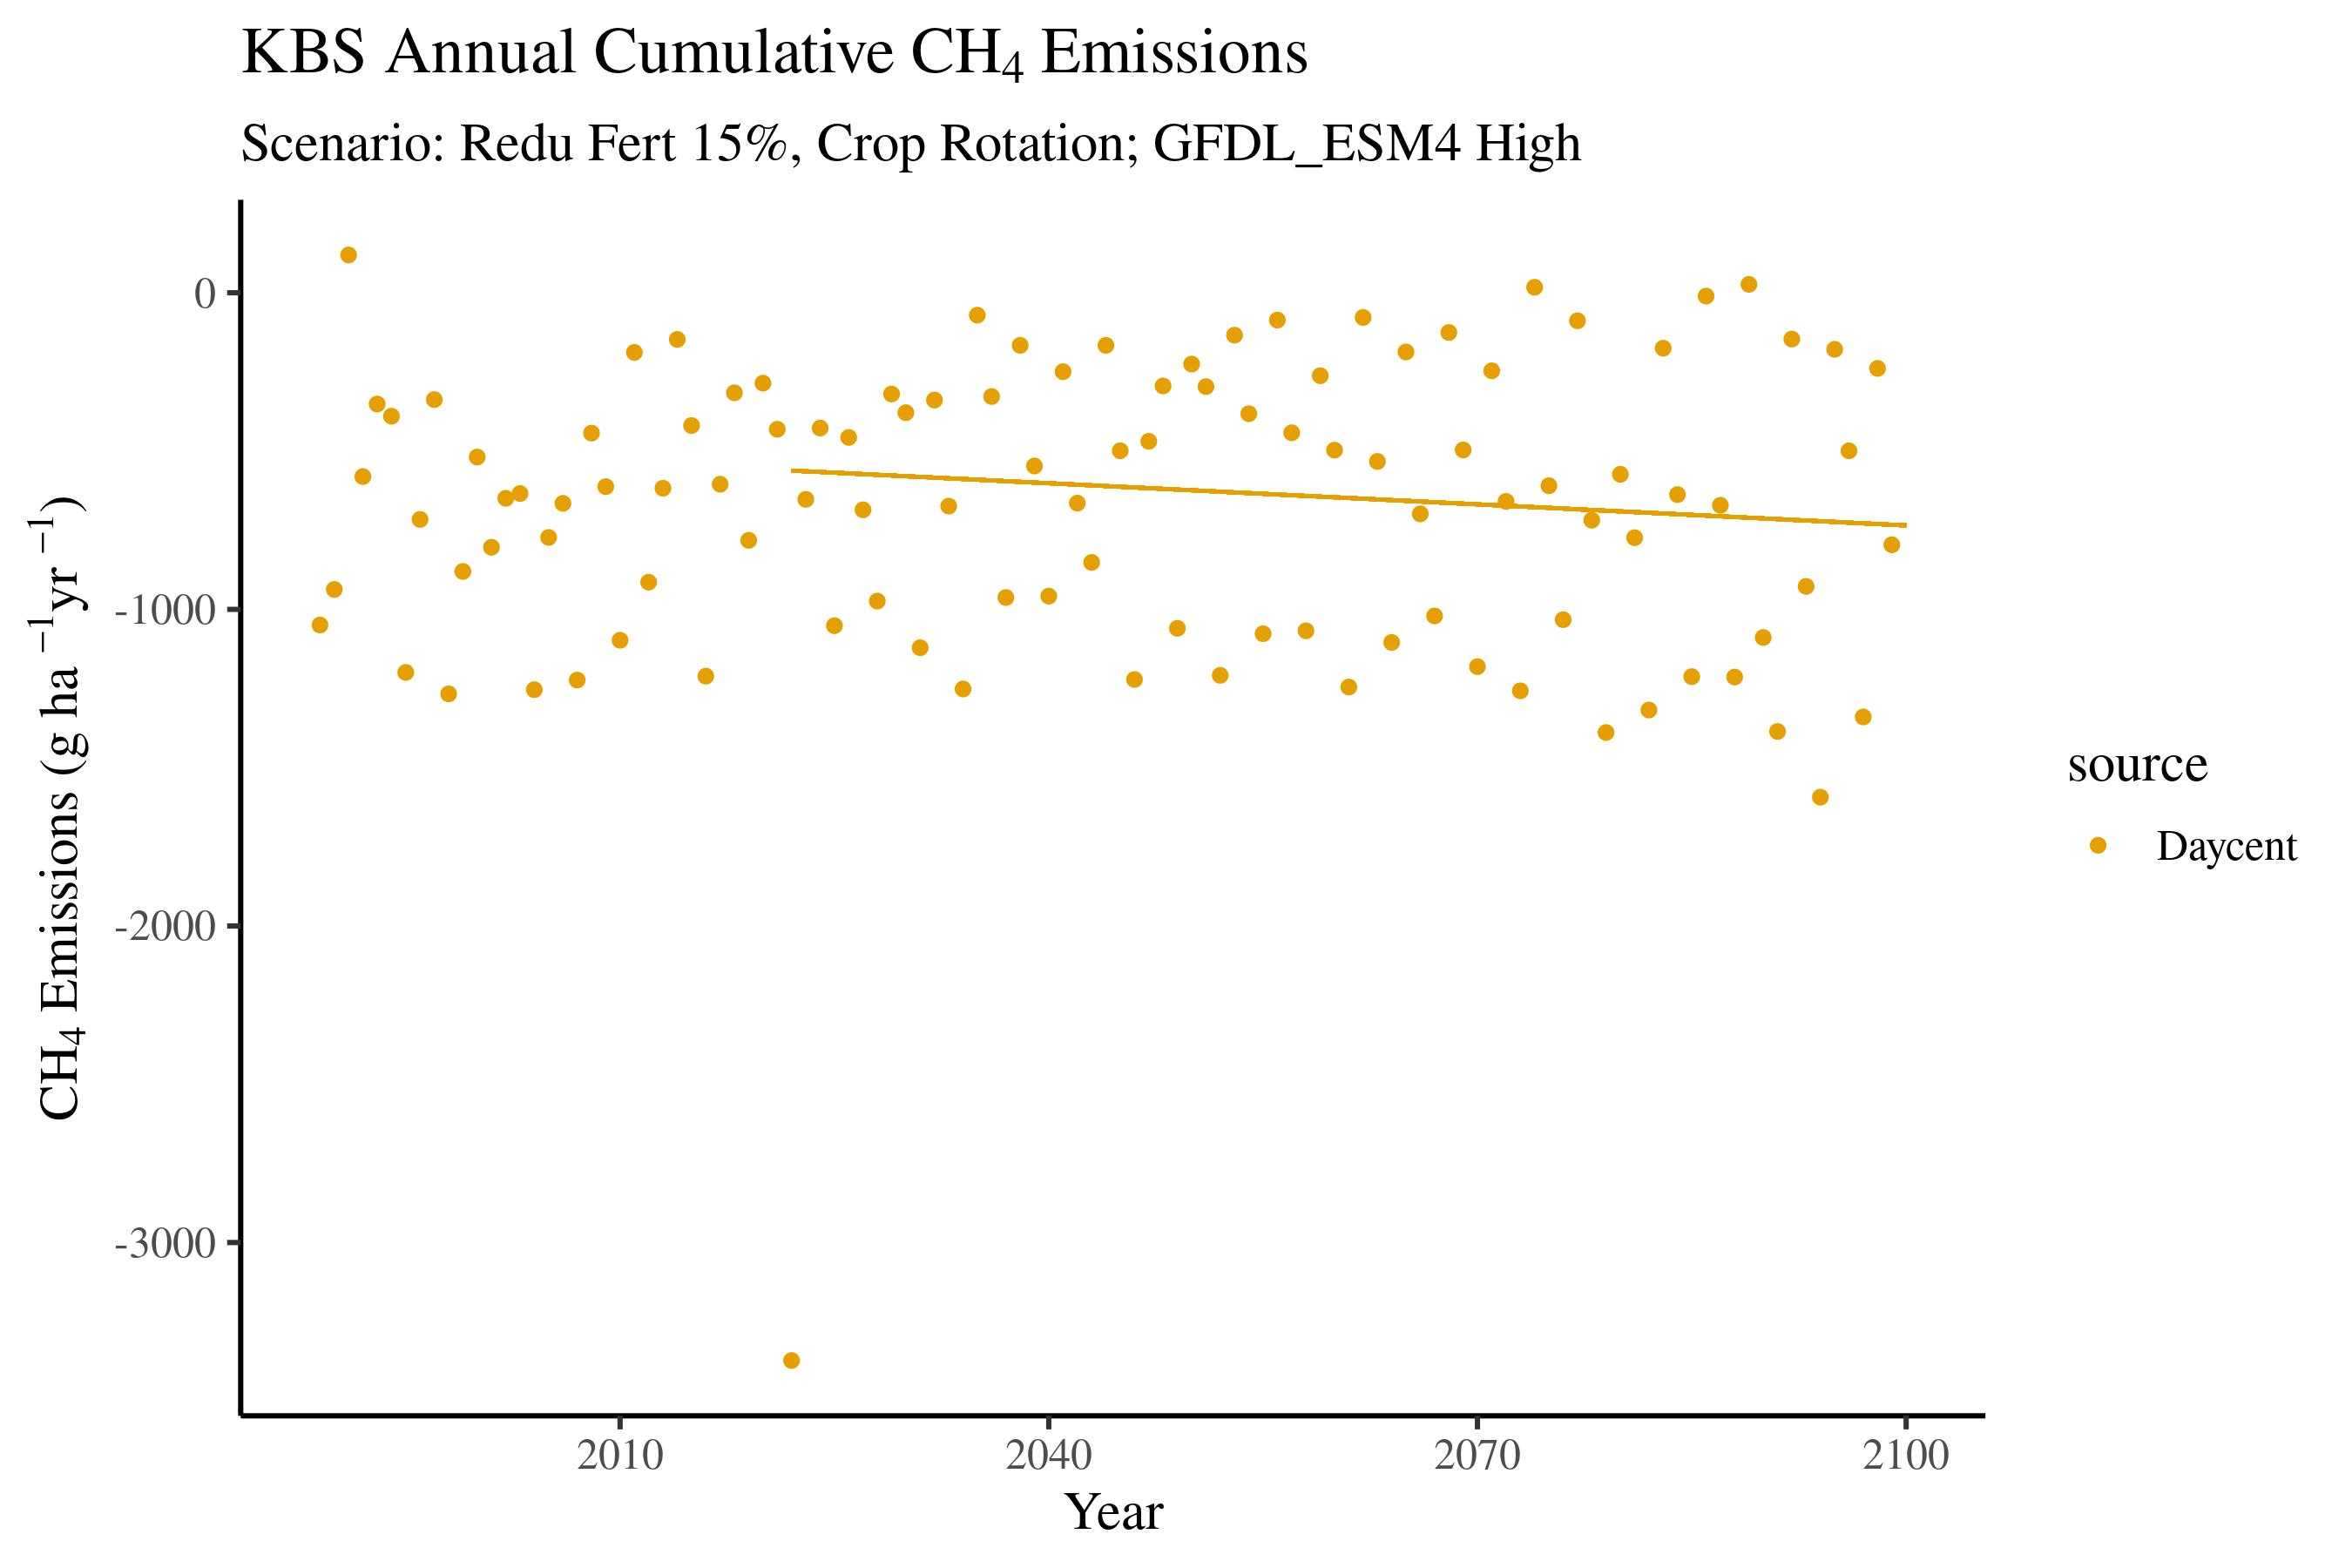 KBS Annual Cumulative CH₄ Emissions
Scenario: Redu Fert 15%, Crop Rotation; GFDL_ESM4 High
CH₄ Emissions (g ha ⁻¹yr ⁻¹)
0
-1000
-2000
-3000
2010 2040 2070 2100
Year
source
Daycent